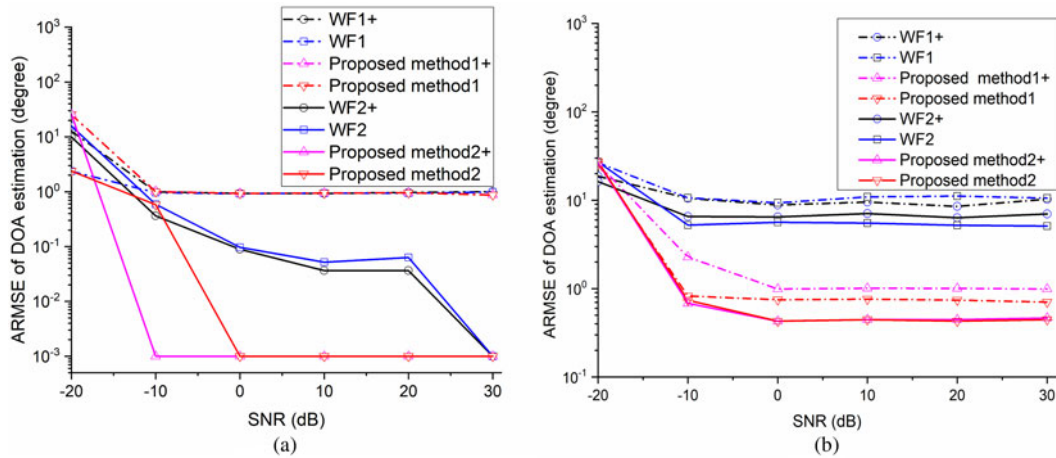 ARMSE of DOA estimation (degree)
10³
10²
10¹
10⁰
10⁻¹
10⁻²
10⁻³
WF1+
WF1
Proposed method1+
Proposed method1
WF2+
WF2
Proposed method2+
Proposed method2
-20 -10 0 10 20 30
SNR (dB)
(a)
ARMSE of DOA estimation (degree)
10³
10²
10¹
10⁰
10⁻¹
WF1+
WF1
Proposed method1+
Proposed method1
WF2+
WF2
Proposed method2+
Proposed method2
-20 -10 0 10 20 30
SNR (dB)
(b)